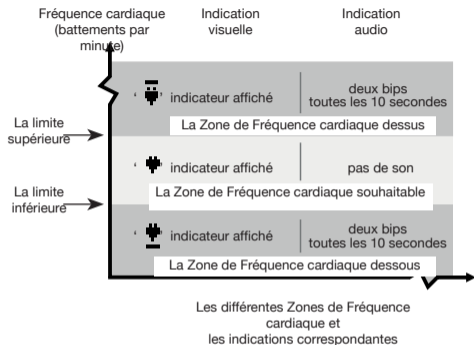 Fréquence cardiaque
(battements par
minute)
Indication
visuelle
Indication
audio
‘ ’ indicateur affiché
deux bips
toutes les 10 secondes
La Zone de Fréquence cardiaque dessus
La limite
supérieure
‘ ’ indicateur affiché
pas de son
La Zone de Fréquence cardiaque souhaitable
La limite
inférieure
‘ ’ indicateur affiché
deux bips
toutes les 10 secondes
La Zone de Fréquence cardiaque dessous
Les différentes Zones de Fréquence
cardiaque et
les indications correspondantes